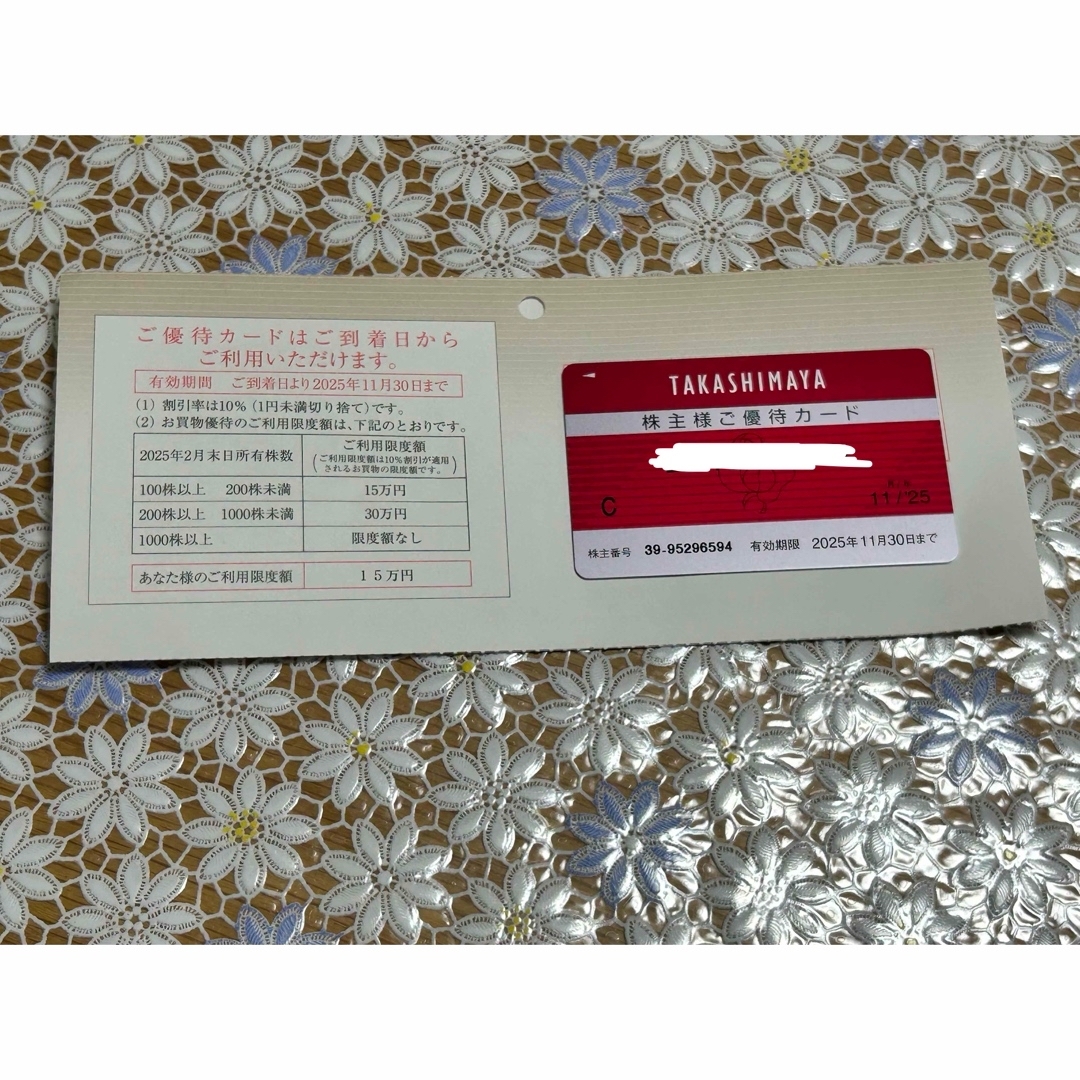 ご優待カードはご到着日から
ご利用いただけます。
有効期間 ご到着日より2025年11月30日まで
(1) 割引率は10% (1円未満切り捨て)です。
(2) お買物優待のご利用限度額は、下記のとおりです。
2025年2月末日所有株数
ご利用限度額
(ご利用限度額は10%割引が適用
されるお買物の限度額です。)
100株以上 200株未満 15万円
200株以上 1000株未満 30万円
1000株以上 限度額なし
あなた様のご利用限度額 15万円
TAKASHIMAYA
株主様ご優待カード
C
11/'25
株主番号 39-95296594 有効期限 2025年11月30日まで